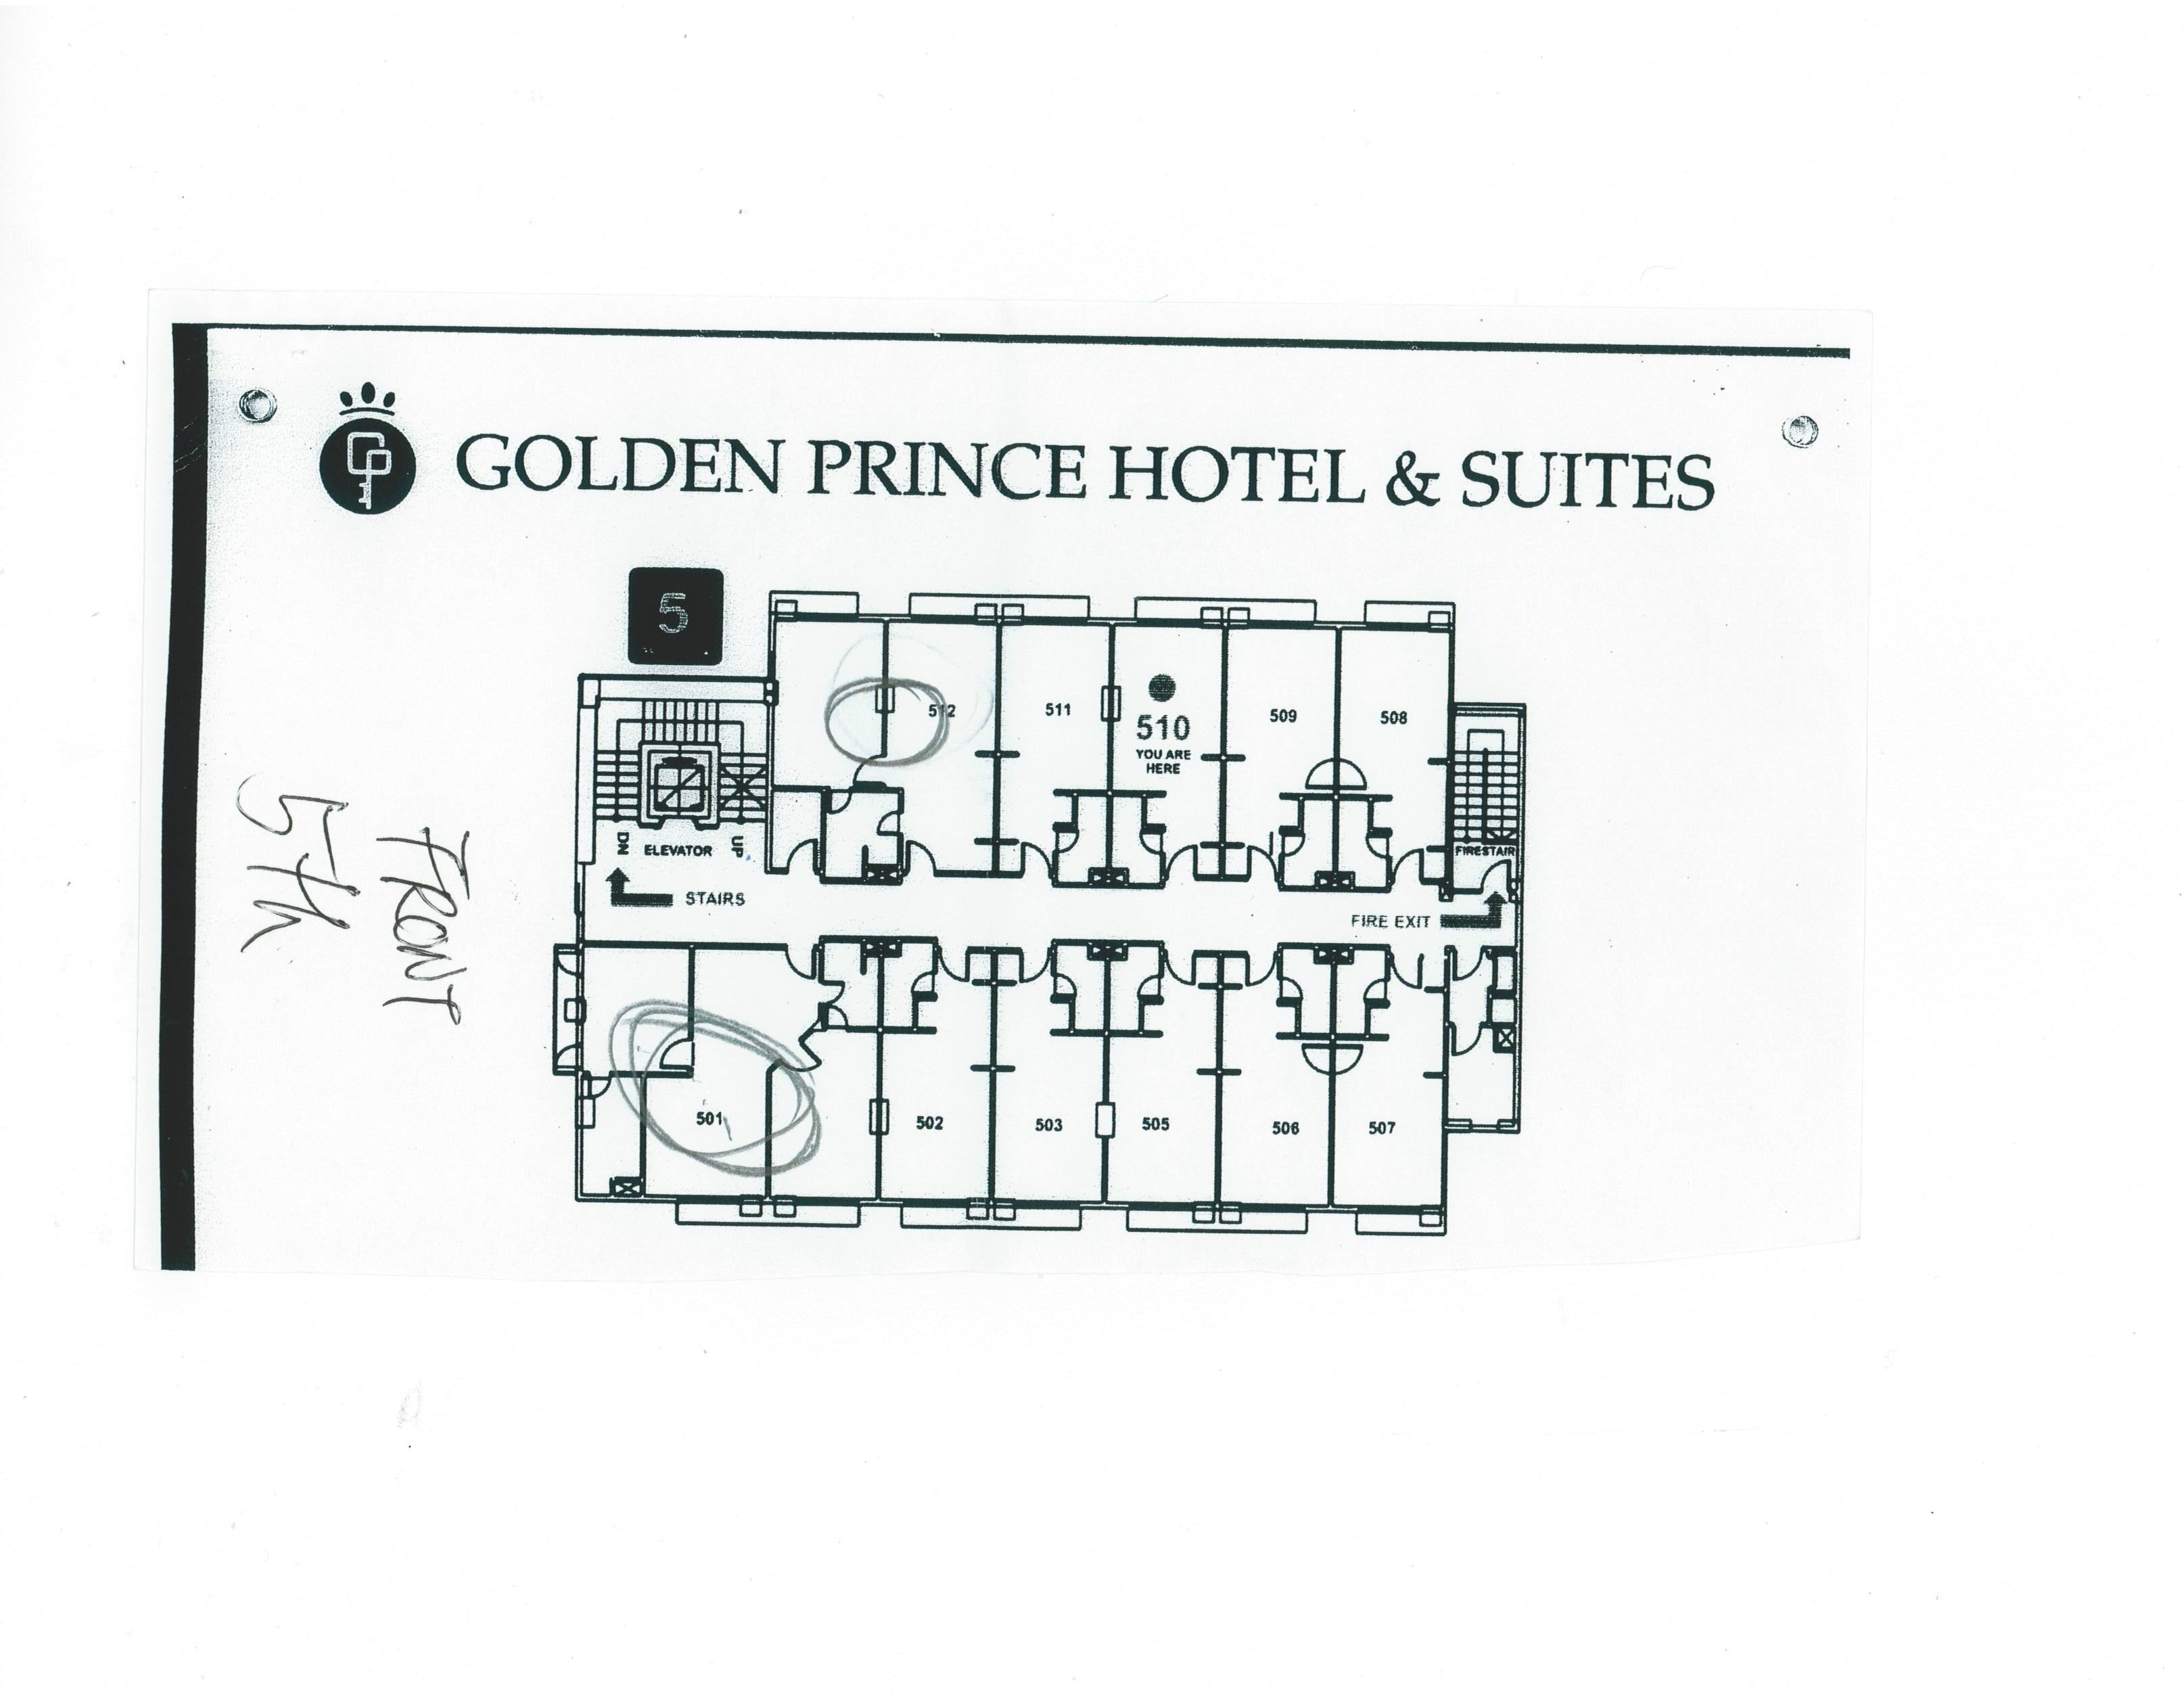 GOLDEN PRINCE HOTEL & SUITES
5
512
511
510
YOU ARE
HERE
509
508
DN
ELEVATOR
UP
FIRESTAIR
STAIRS
FIRE EXIT
501
502
503
505
506
507
FRONT
5th